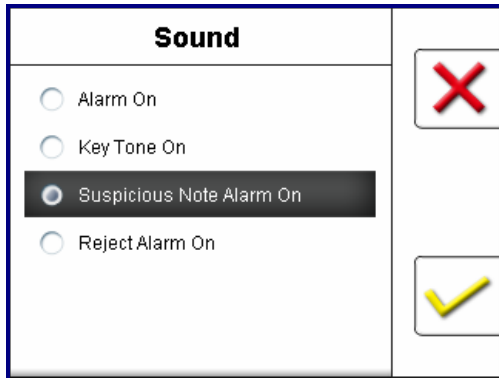 Sound
Alarm On
Key Tone On
Suspicious Note Alarm On
Reject Alarm On